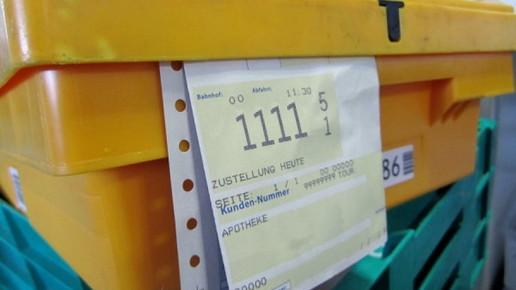 Bahnhof: 00 Abfahrt: 11.30
1111 5
1
ZUSTELLUNG HEUTE
SEITE: 1 / 1 00 00000
99999999 TOUR
Kunden-Nummer
APOTHEKE
00000
86